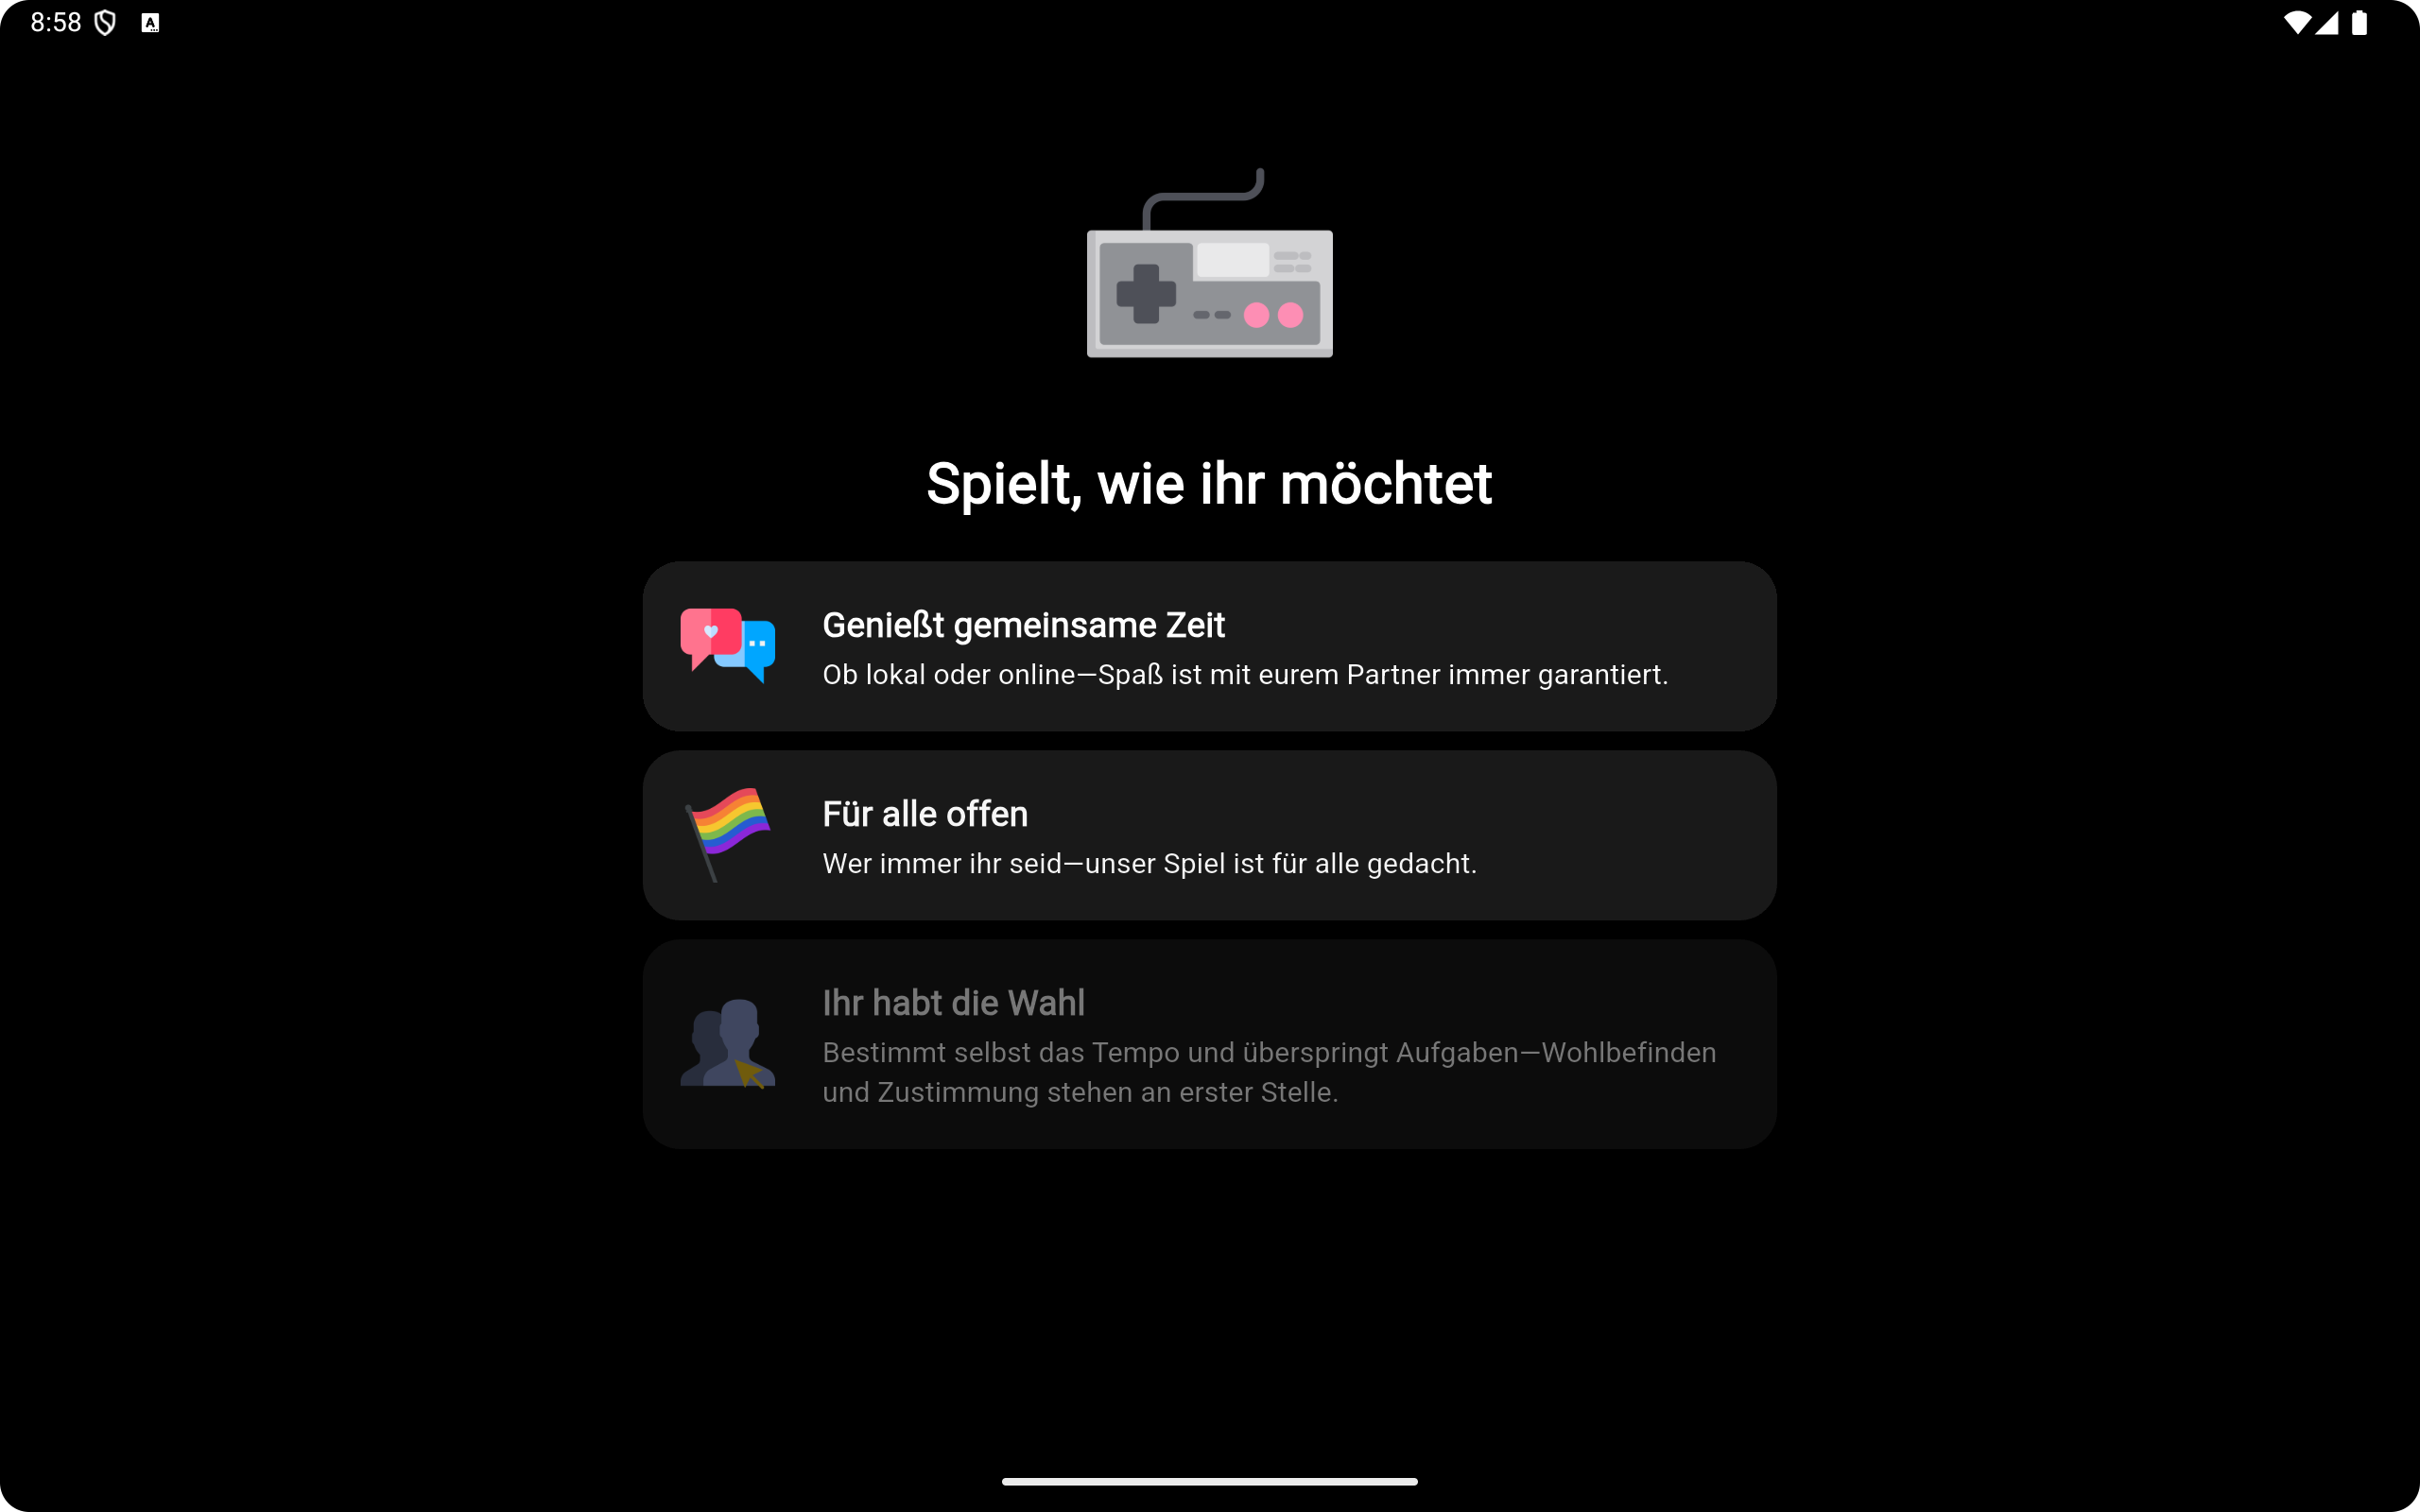 8:58
Spielt, wie ihr möchtet
Genießt gemeinsame Zeit
Ob lokal oder online—Spaß ist mit eurem Partner immer garantiert.
Für alle offen
Wer immer ihr seid—unser Spiel ist für alle gedacht.
Ihr habt die Wahl
Bestimmt selbst das Tempo und überspringt Aufgaben—Wohlbefinden
und Zustimmung stehen an erster Stelle.